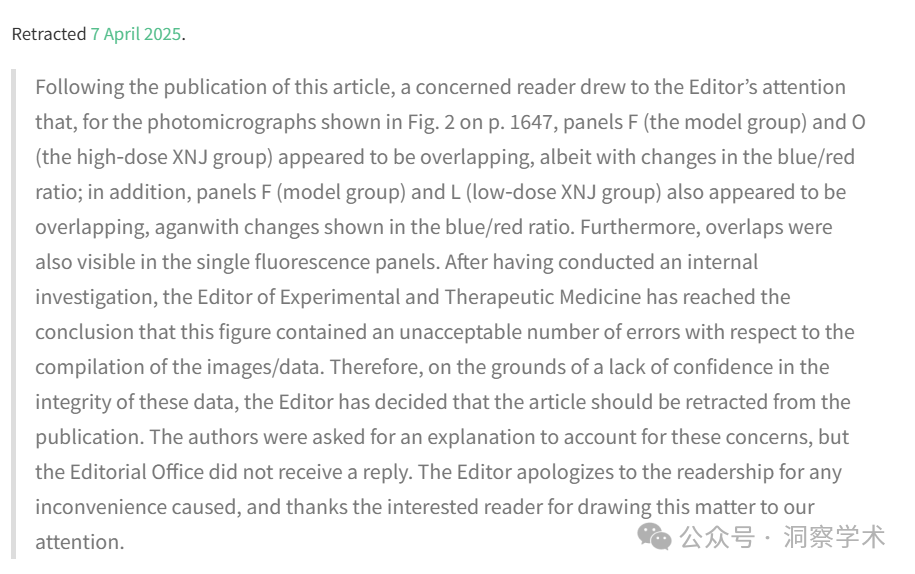 Retracted 7 April 2025.
Following the publication of this article, a concerned reader drew to the Editor’s attention
that, for the photomicrographs shown in Fig. 2 on p. 1647, panels F (the model group) and O
(the high-dose XNJ group) appeared to be overlapping, albeit with changes in the blue/red
ratio; in addition, panels F (model group) and L (low-dose XNJ group) also appeared to be
overlapping, aganwith changes shown in the blue/red ratio. Furthermore, overlaps were
also visible in the single fluorescence panels. After having conducted an internal
investigation, the Editor of Experimental and Therapeutic Medicine has reached the
conclusion that this figure contained an unacceptable number of errors with respect to the
compilation of the images/data. Therefore, on the grounds of a lack of confidence in the
integrity of these data, the Editor has decided that the article should be retracted from the
publication. The authors were asked for an explanation to account for these concerns, but
the Editorial Office did not receive a reply. The Editor apologizes to the readership for any
inconvenience caused, and thanks the interested reader for drawing this matter to our
attention.
公众号 · 洞察学术